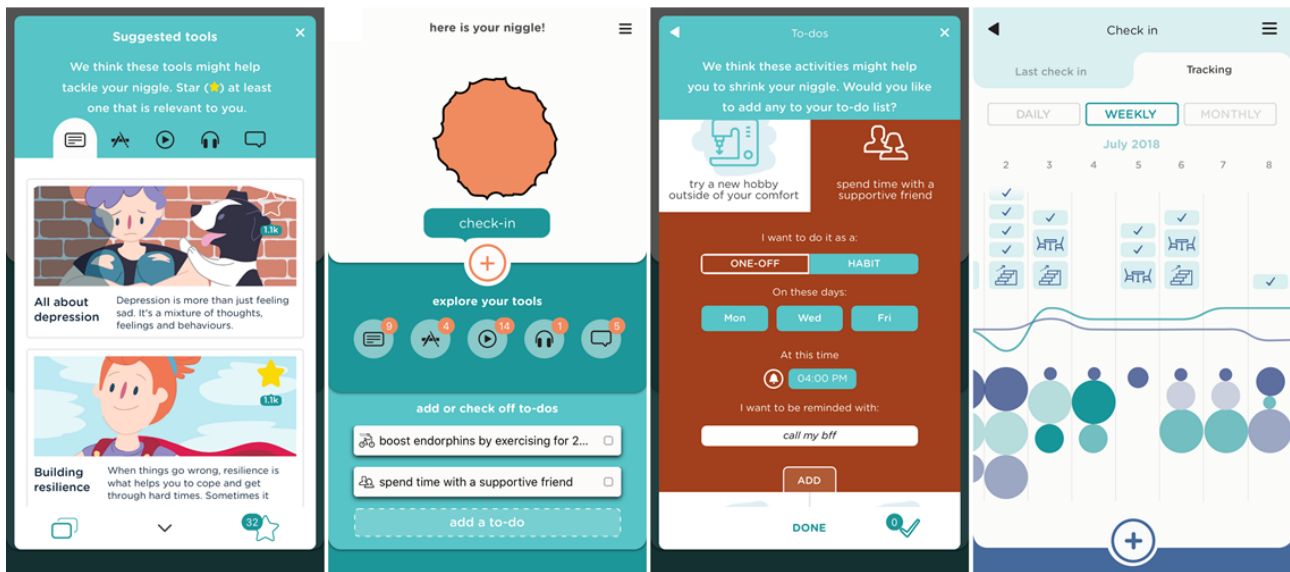 Suggested tools
We think these tools might help
tackle your niggle. Star (⭐) at least
one that is relevant to you.
1.1k
All about
depression
Depression is more than just feeling
sad. It's a mixture of thoughts,
feelings and behaviours.
1.1k
Building
resilience
When things go wrong, resilience is
what helps you to cope and get
through hard times. Sometimes it
32
here is your niggle!
check-in
explore your tools
9 4 14 1 5
add or check off to-dos
boost endorphins by exercising for 2...
spend time with a supportive friend
add a to-do
To-dos
We think these activities might help
you to shrink your niggle. Would you like
to add any to your to-do list?
try a new hobby
outside of your comfort
spend time with a
supportive friend
I want to do it as a:
ONE-OFF HABIT
On these days:
Mon Wed Fri
At this time
04:00 PM
I want to be reminded with:
call my bff
ADD
DONE
0
Check in
Last check in Tracking
DAILY WEEKLY MONTHLY
July 2018
2 3 4 5 6 7 8